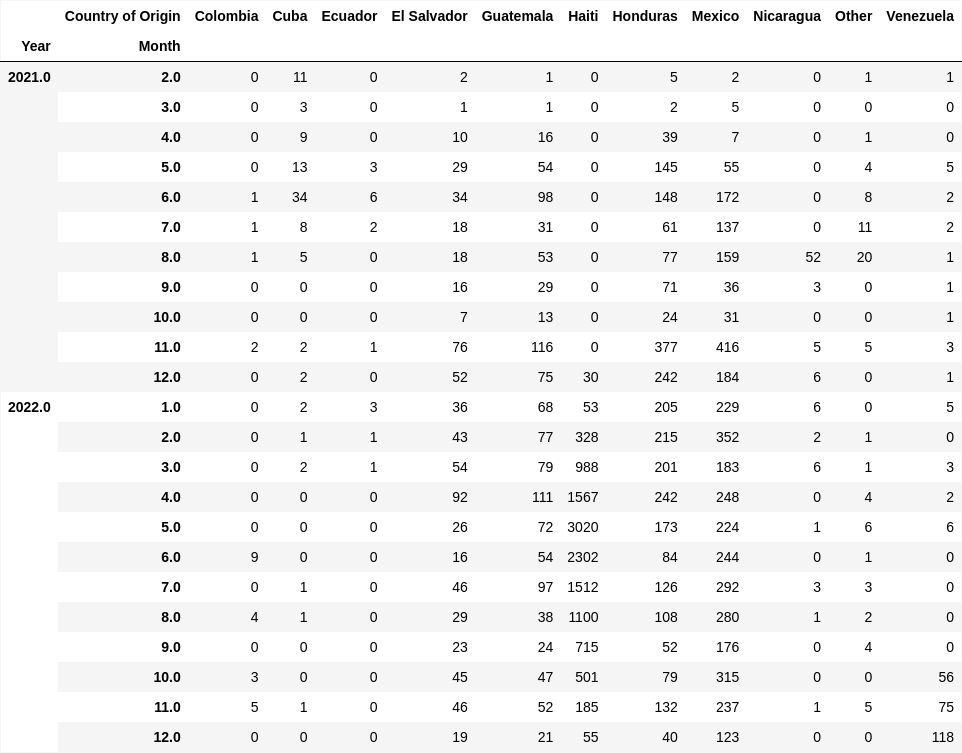 Country of Origin Colombia Cuba Ecuador El Salvador Guatemala Haiti Honduras Mexico Nicaragua Other Venezuela
Year Month
2021.0 2.0 0 11 0 2 1 0 5 2 0 1 1
3.0 0 3 0 1 1 0 2 5 0 0 0
4.0 0 9 0 10 16 0 39 7 0 1 0
5.0 0 13 3 29 54 0 145 55 0 4 5
6.0 1 34 6 34 98 0 148 172 0 8 2
7.0 1 8 2 18 31 0 61 137 0 11 2
8.0 1 5 0 18 53 0 77 159 52 20 1
9.0 0 0 0 16 29 0 71 36 3 0 1
10.0 0 0 0 7 13 0 24 31 0 0 1
11.0 2 2 1 76 116 0 377 416 5 5 3
12.0 0 2 0 52 75 30 242 184 6 0 1
2022.0 1.0 0 2 3 36 68 53 205 229 6 0 5
2.0 0 1 1 43 77 328 215 352 2 1 0
3.0 0 2 1 54 79 988 201 183 6 1 3
4.0 0 0 0 92 111 1567 242 248 0 4 2
5.0 0 0 0 26 72 3020 173 224 1 6 6
6.0 9 0 0 16 54 2302 84 244 0 1 0
7.0 0 1 0 46 97 1512 126 292 3 3 0
8.0 4 1 0 29 38 1100 108 280 1 2 0
9.0 0 0 0 23 24 715 52 176 0 4 0
10.0 3 0 0 45 47 501 79 315 0 0 56
11.0 5 1 0 46 52 185 132 237 1 5 75
12.0 0 0 0 19 21 55 40 123 0 0 118